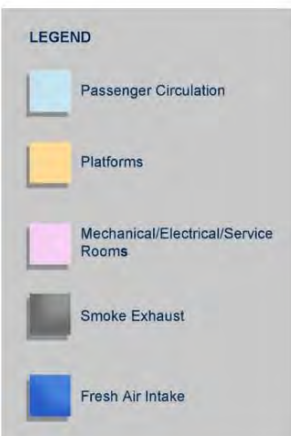 LEGEND
Passenger Circulation
Platforms
Mechanical/Electrical/Service
Rooms
Smoke Exhaust
Fresh Air Intake